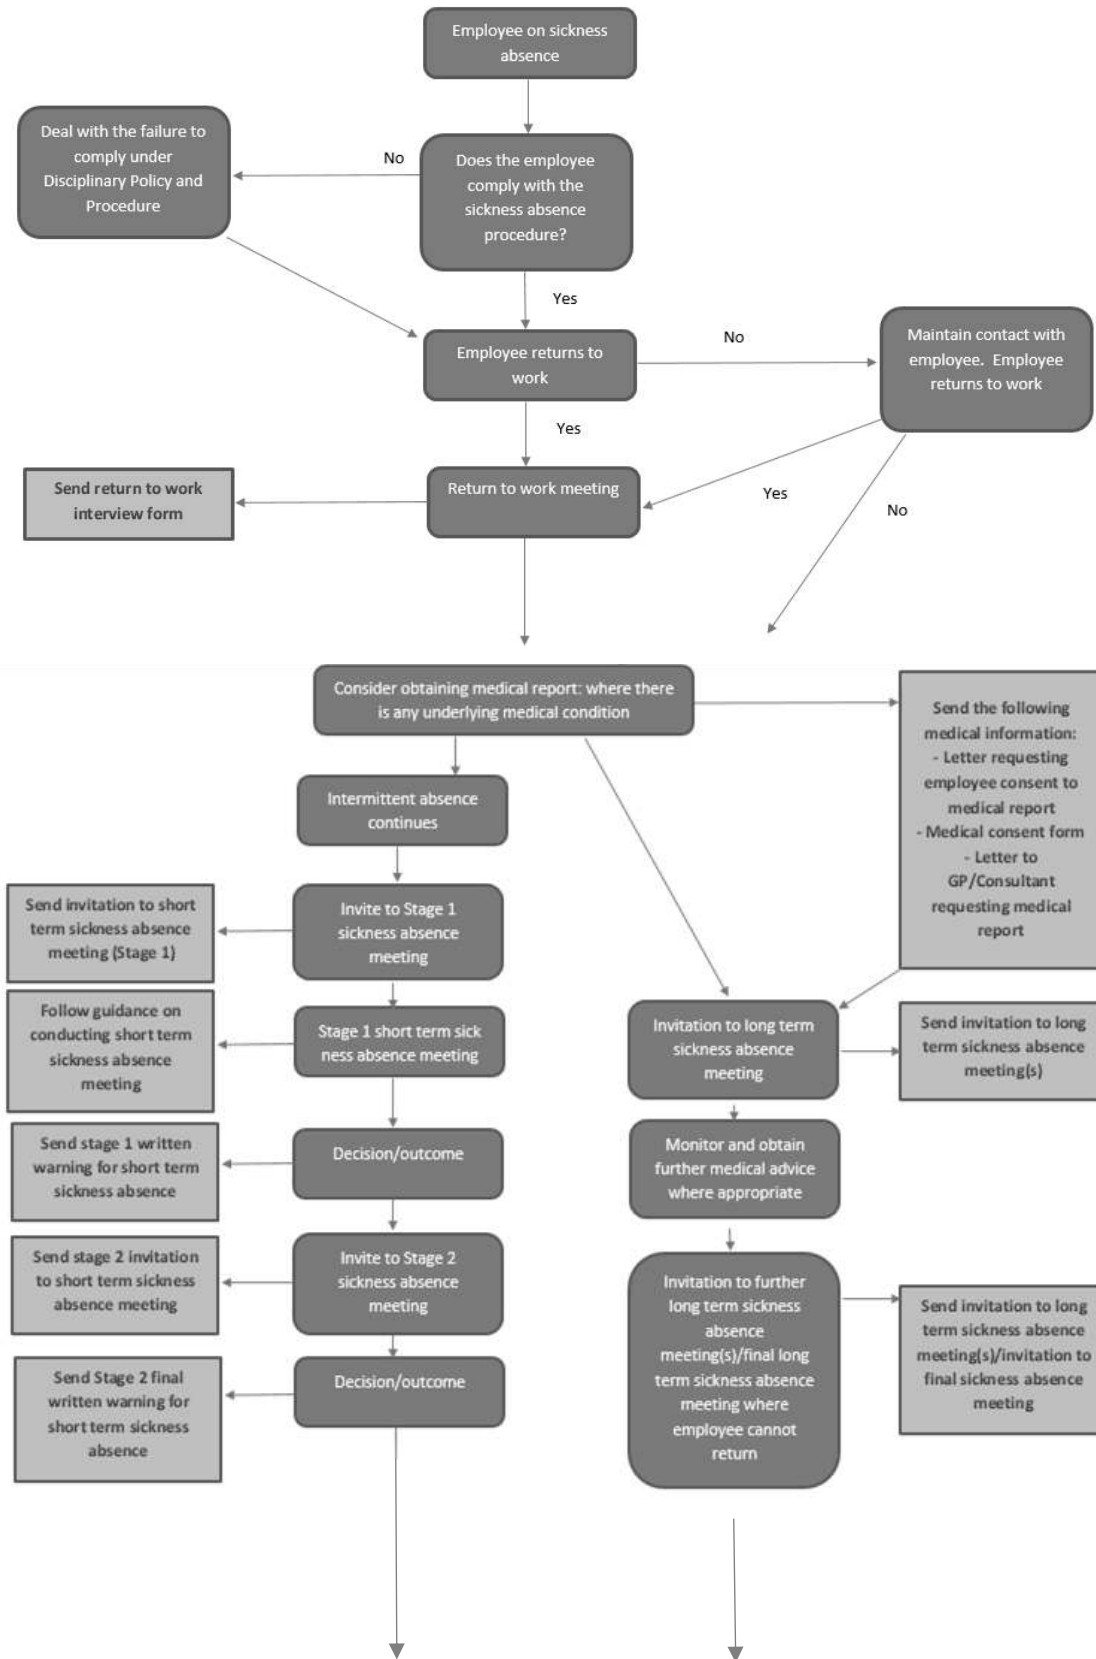 Employee on sickness
absence
Deal with the failure to
comply under
Disciplinary Policy and
Procedure
No
Does the employee
comply with the
sickness absence
procedure?
Yes
Employee returns to
work
No
Maintain contact with
employee. Employee
returns to work
Yes
Send return to work
interview form
Return to work meeting
Yes
No
Consider obtaining medical report: where there
is any underlying medical condition
Send the following
medical information:
- Letter requesting
employee consent to
medical report
- Medical consent form
- Letter to
GP/Consultant
requesting medical
report
Intermittent absence
continues
Send invitation to short
term sickness absence
meeting (Stage 1)
Invite to Stage 1
sickness absence
meeting
Follow guidance on
conducting short term
sickness absence
meeting
Stage 1 short term sick
ness absence meeting
Invitation to long term
sickness absence
meeting
Send invitation to long
term sickness absence
meeting(s)
Send stage 1 written
warning for short term
sickness absence
Decision/outcome
Monitor and obtain
further medical advice
where appropriate
Send stage 2 invitation
to short term sickness
absence meeting
Invite to Stage 2
sickness absence
meeting
Invitation to further
long term sickness
absence
meeting(s)/final long
term sickness absence
meeting where
employee cannot
return
Send invitation to long
term sickness absence
meeting(s)/invitation to
final sickness absence
meeting
Send Stage 2 final
written warning for
short term sickness
absence
Decision/outcome